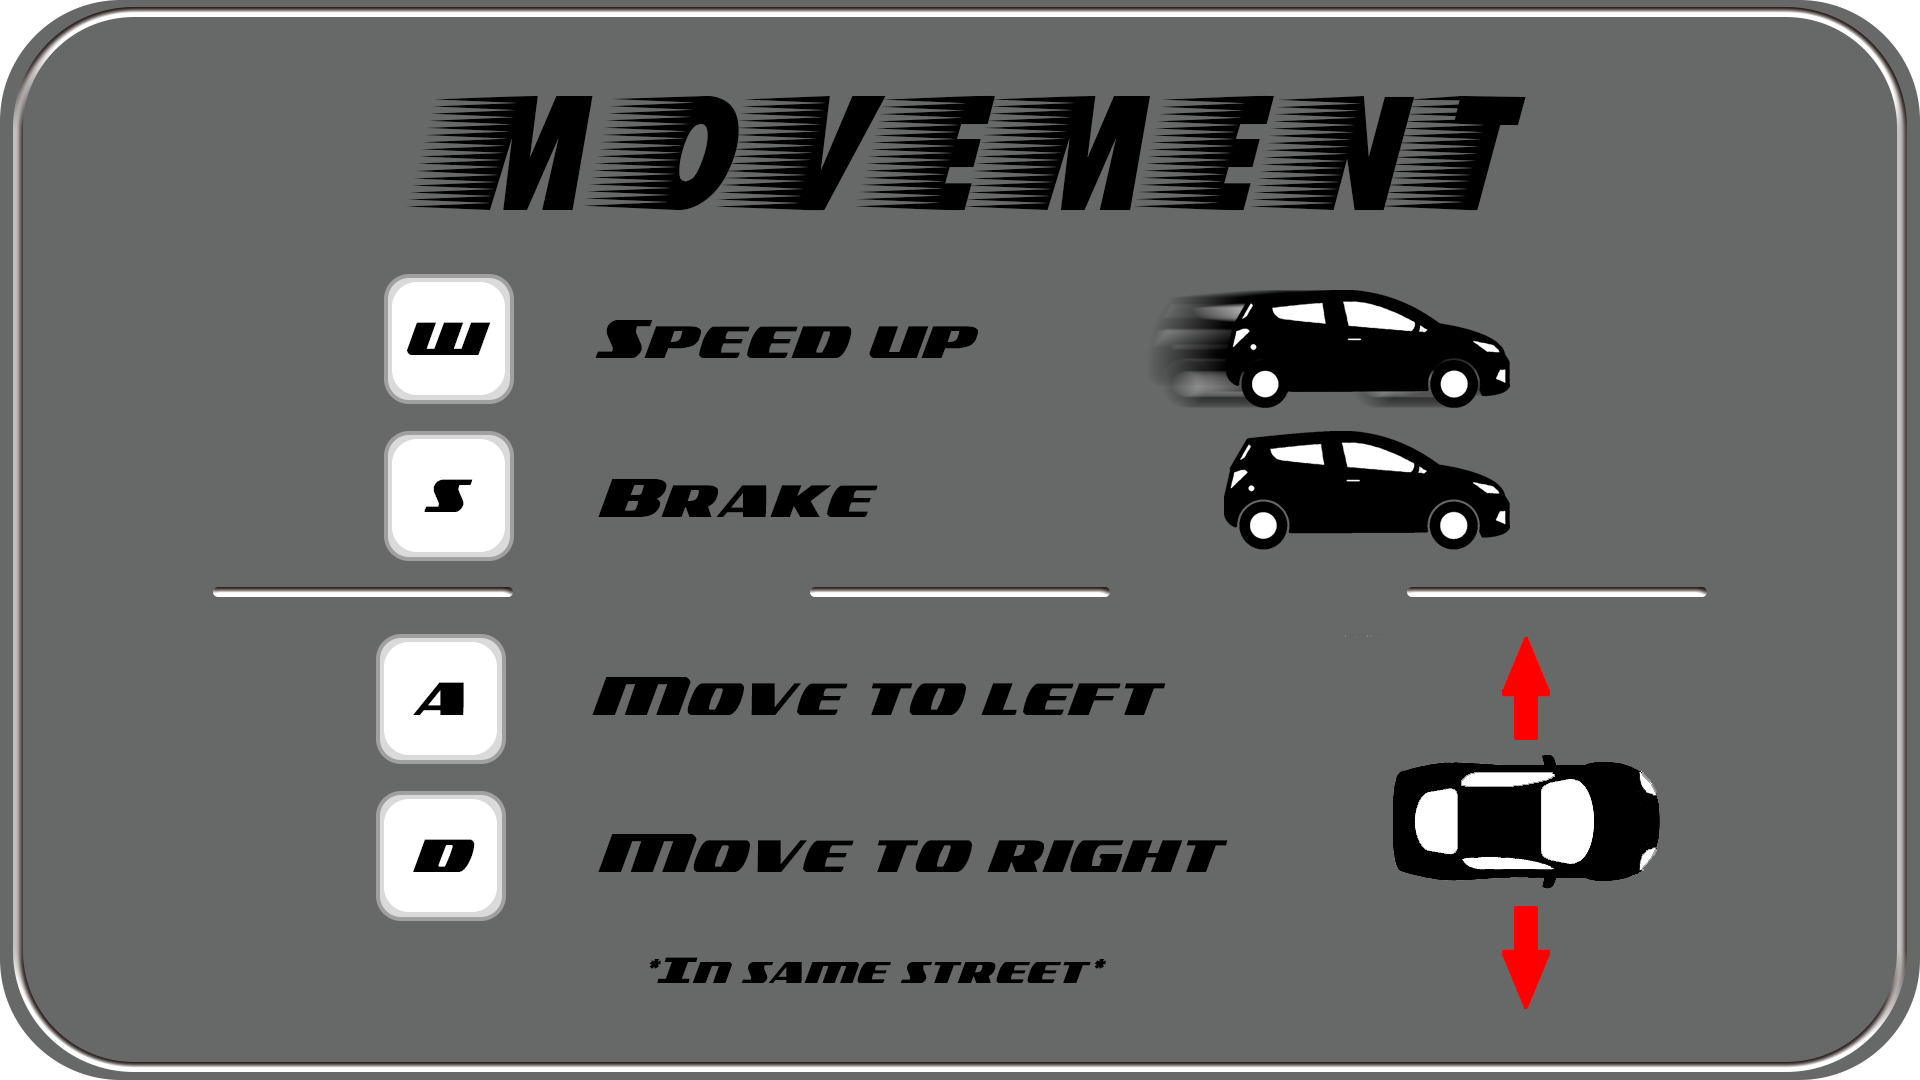 MOVEMENT
W Speed up
S Brake
A Move to left
D Move to right
*In same street*